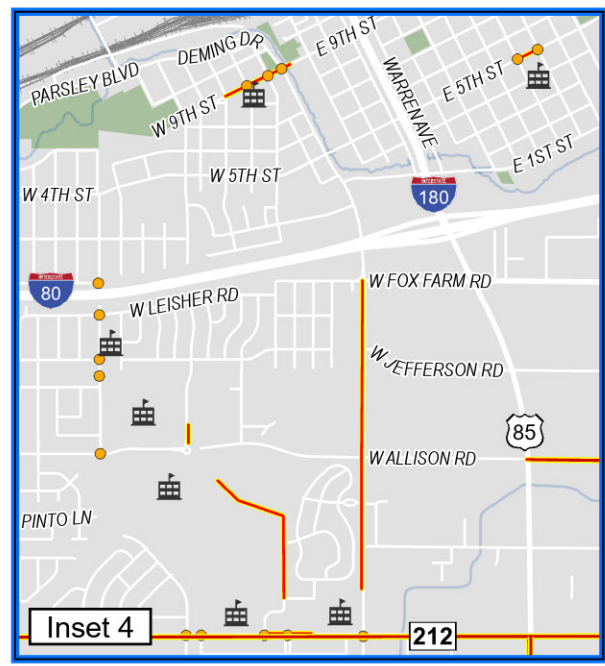 DEMING DR
E 9TH ST
PARSLEY BLVD
WARREN AVE
E 5TH ST
W 9TH ST
E 1ST ST
W 5TH ST
W 4TH ST
INTERSTATE
180
INTERSTATE
80
W FOX FARM RD
W LEISHER RD
W JEFFERSON RD
85
W ALLISON RD
PINTO LN
Inset 4
212